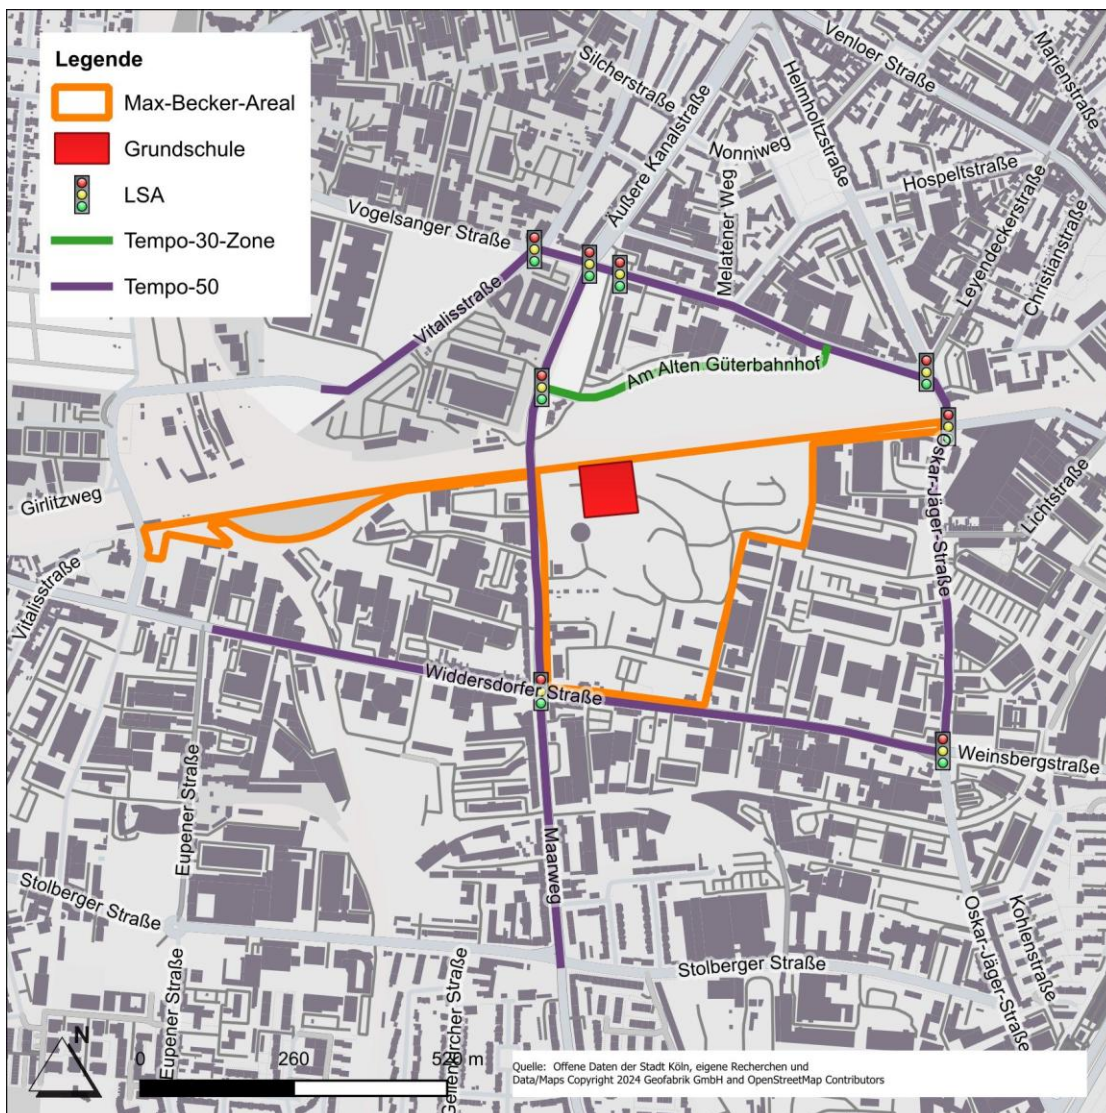 Legende
Max-Becker-Areal
Grundschule
LSA
Tempo-30-Zone
Tempo-50
Venloer Straße
Marienstraße
Silcherstraße
Helmholtzstraße
Äußere Kanalstraße
Nonniweg
Hospeltstraße
Vogelsanger Straße
Melatener Weg
Leyendeckerstraße
Christianstraße
Vitalisstraße
Am Alten Güterbahnhof
Oskar-Jäger-Straße
Girlitzweg
Lichtstraße
Vitalisstraße
Widdersdorfer Straße
Weinsbergstraße
Eupener Straße
Maarweg
Stolberger Straße
Oskar-Jäger-Straße
Kohlenstraße
Stolberger Straße
Eupener Straße
N
0
260
520 m
Quelle: Offene Daten der Stadt Köln, eigene Recherchen und
Data/Maps Copyright 2024 Geofabrik GmbH and OpenStreetMap Contributors